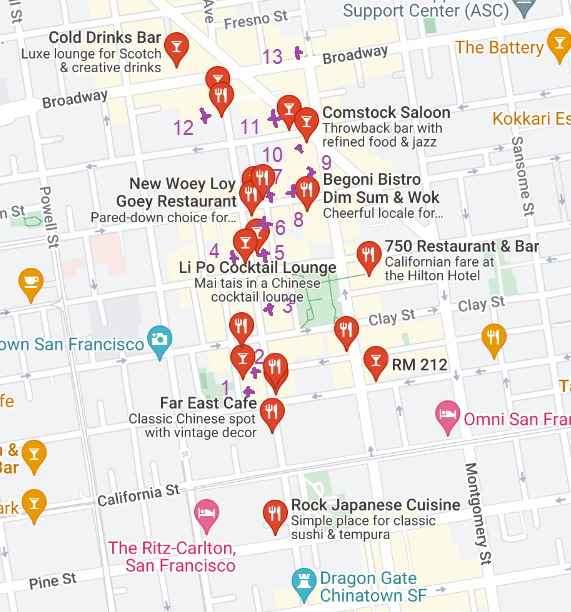 Fresno St
Ave
Support Center (ASC)
Cold Drinks Bar
Luxe lounge for Scotch
& creative drinks
13
Broadway
The Battery
Broadway
12
11
Comstock Saloon
Throwback bar with
refined food & jazz
Kokkari Es
Sansome St
10
9
New Woey Loy
Goey Restaurant
Pared-down choice for...
7
8
Begoni Bistro
Dim Sum & Wok
Cheerful locale for...
Powell St
n St
6
4
5
750 Restaurant & Bar
Californian fare at
the Hilton Hotel
Li Po Cocktail Lounge
Mai tais in a Chinese
cocktail lounge
3
Clay St
own San Francisco
2
RM 212
1
Far East Cafe
Classic Chinese spot
with vintage decor
fe
Ta
Omni San Fran
n &
Bar
California St
ark
Montgomery St
Rock Japanese Cuisine
Simple place for classic
sushi & tempura
The Ritz-Carlton,
San Francisco
Pine St
Dragon Gate
Chinatown SF